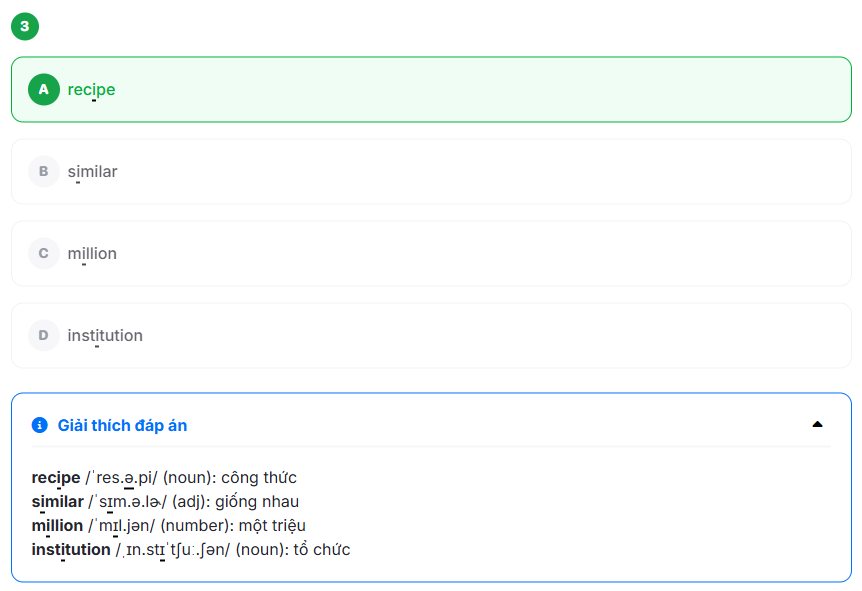 3
A recipe
B similar
C million
D institution
Giải thích đáp án
recipe /ˈres.ə.pi/ (noun): công thức
similar /ˈsɪm.ə.lɚ/ (adj): giống nhau
million /ˈmɪl.jən/ (number): một triệu
institution /ˌɪn.stɪˈtʃuː.ʃən/ (noun): tổ chức